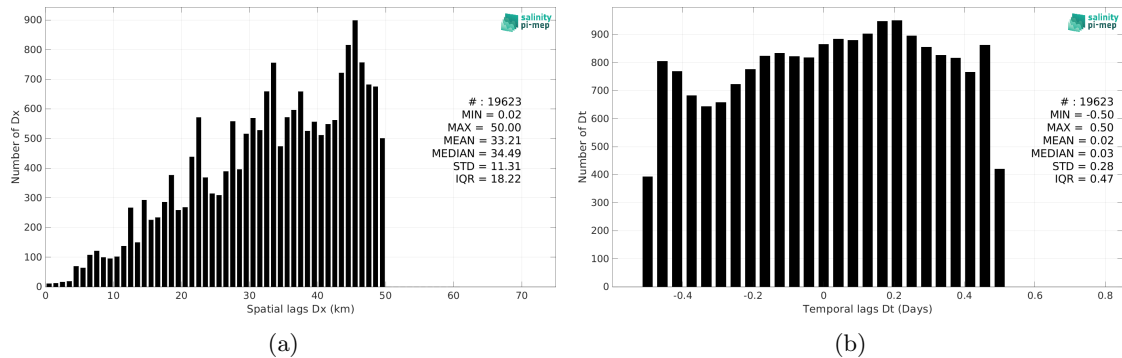 900
800
700
600
500
400
300
200
100
0
Number of Dx
0 10 20 30 40 50 60 70
Spatial lags Dx (km)
salinity
pi-mep
# : 19623
MIN = 0.02
MAX = 50.00
MEAN = 33.21
MEDIAN = 34.49
STD = 11.31
IQR = 18.22
(a)
900
800
700
600
500
400
300
200
100
0
Number of Dt
-0.4 -0.2 0 0.2 0.4 0.6 0.8
Temporal lags Dt (Days)
salinity
pi-mep
# : 19623
MIN = -0.50
MAX = 0.50
MEAN = 0.02
MEDIAN = 0.03
STD = 0.28
IQR = 0.47
(b)